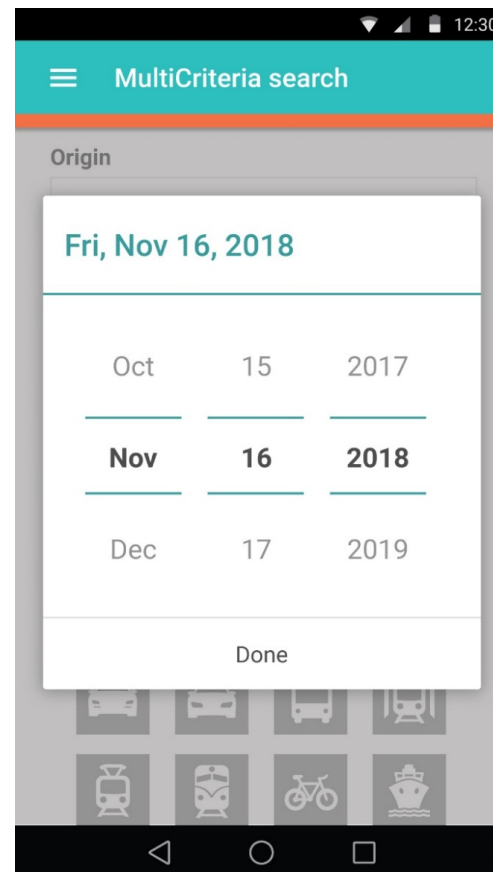 12:30
MultiCriteria search
Origin
Fri, Nov 16, 2018
Oct 15 2017
Nov 16 2018
Dec 17 2019
Done